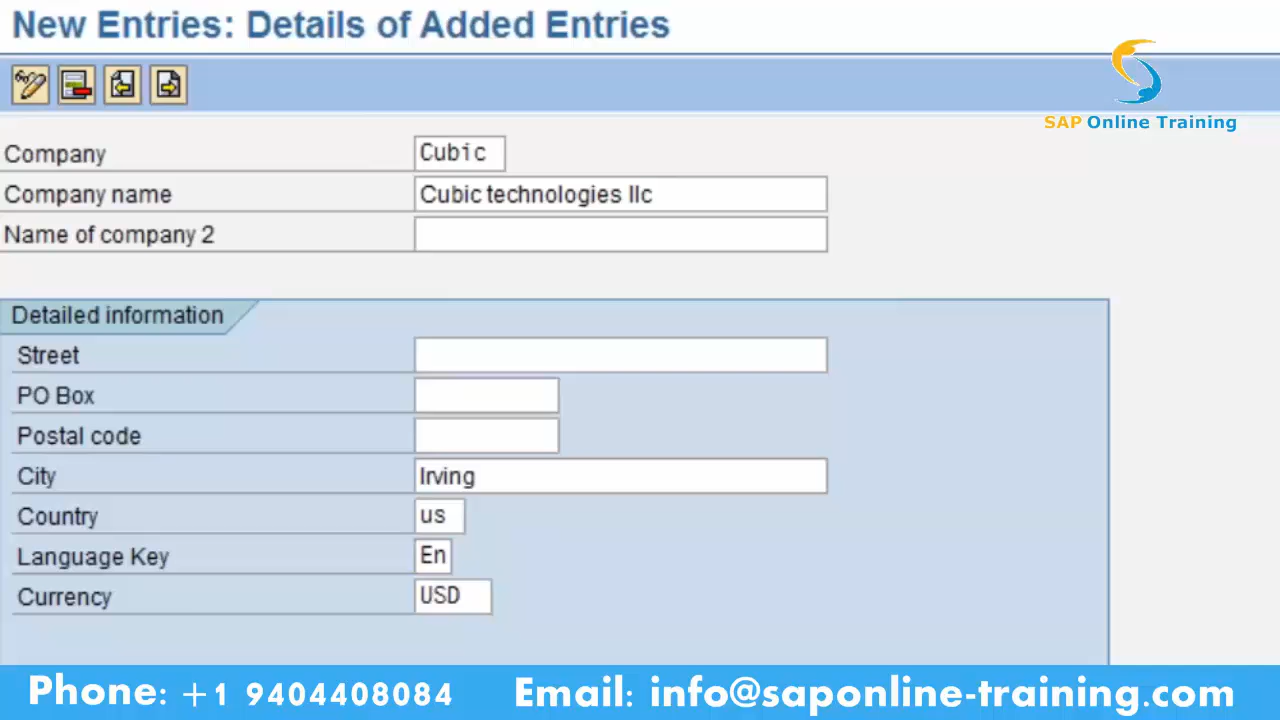 New Entries: Details of Added Entries
SAP Online Training
Company Cubic
Company name Cubic technologies llc
Name of company 2
Detailed information
Street
PO Box
Postal code
City Irving
Country us
Language Key En
Currency USD
Phone: +1 9404408084 Email: info@saponline-training.com